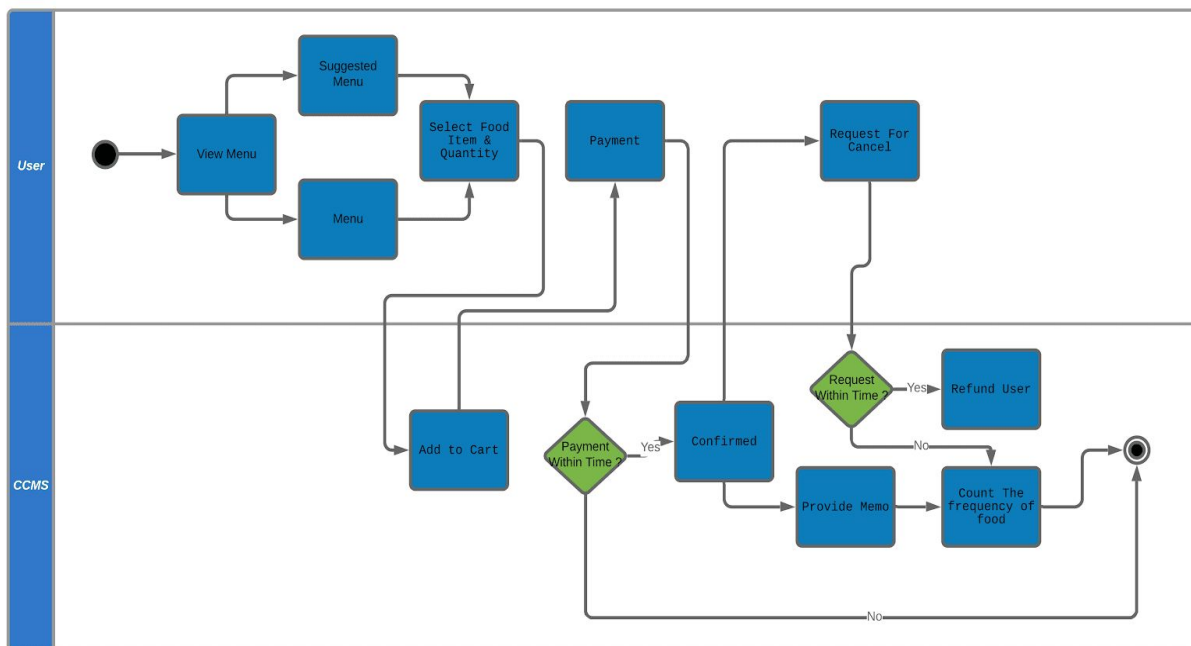 User
View Menu
Suggested
Menu
Menu
Select Food
Item &
Quantity
Payment
Request For
Cancel
CCMS
Add to Cart
Payment
Within Time ?
Yes
Confirmed
Provide Memo
Request
Within Time ?
Yes
Refund User
No
Count The
frequency of
food
No